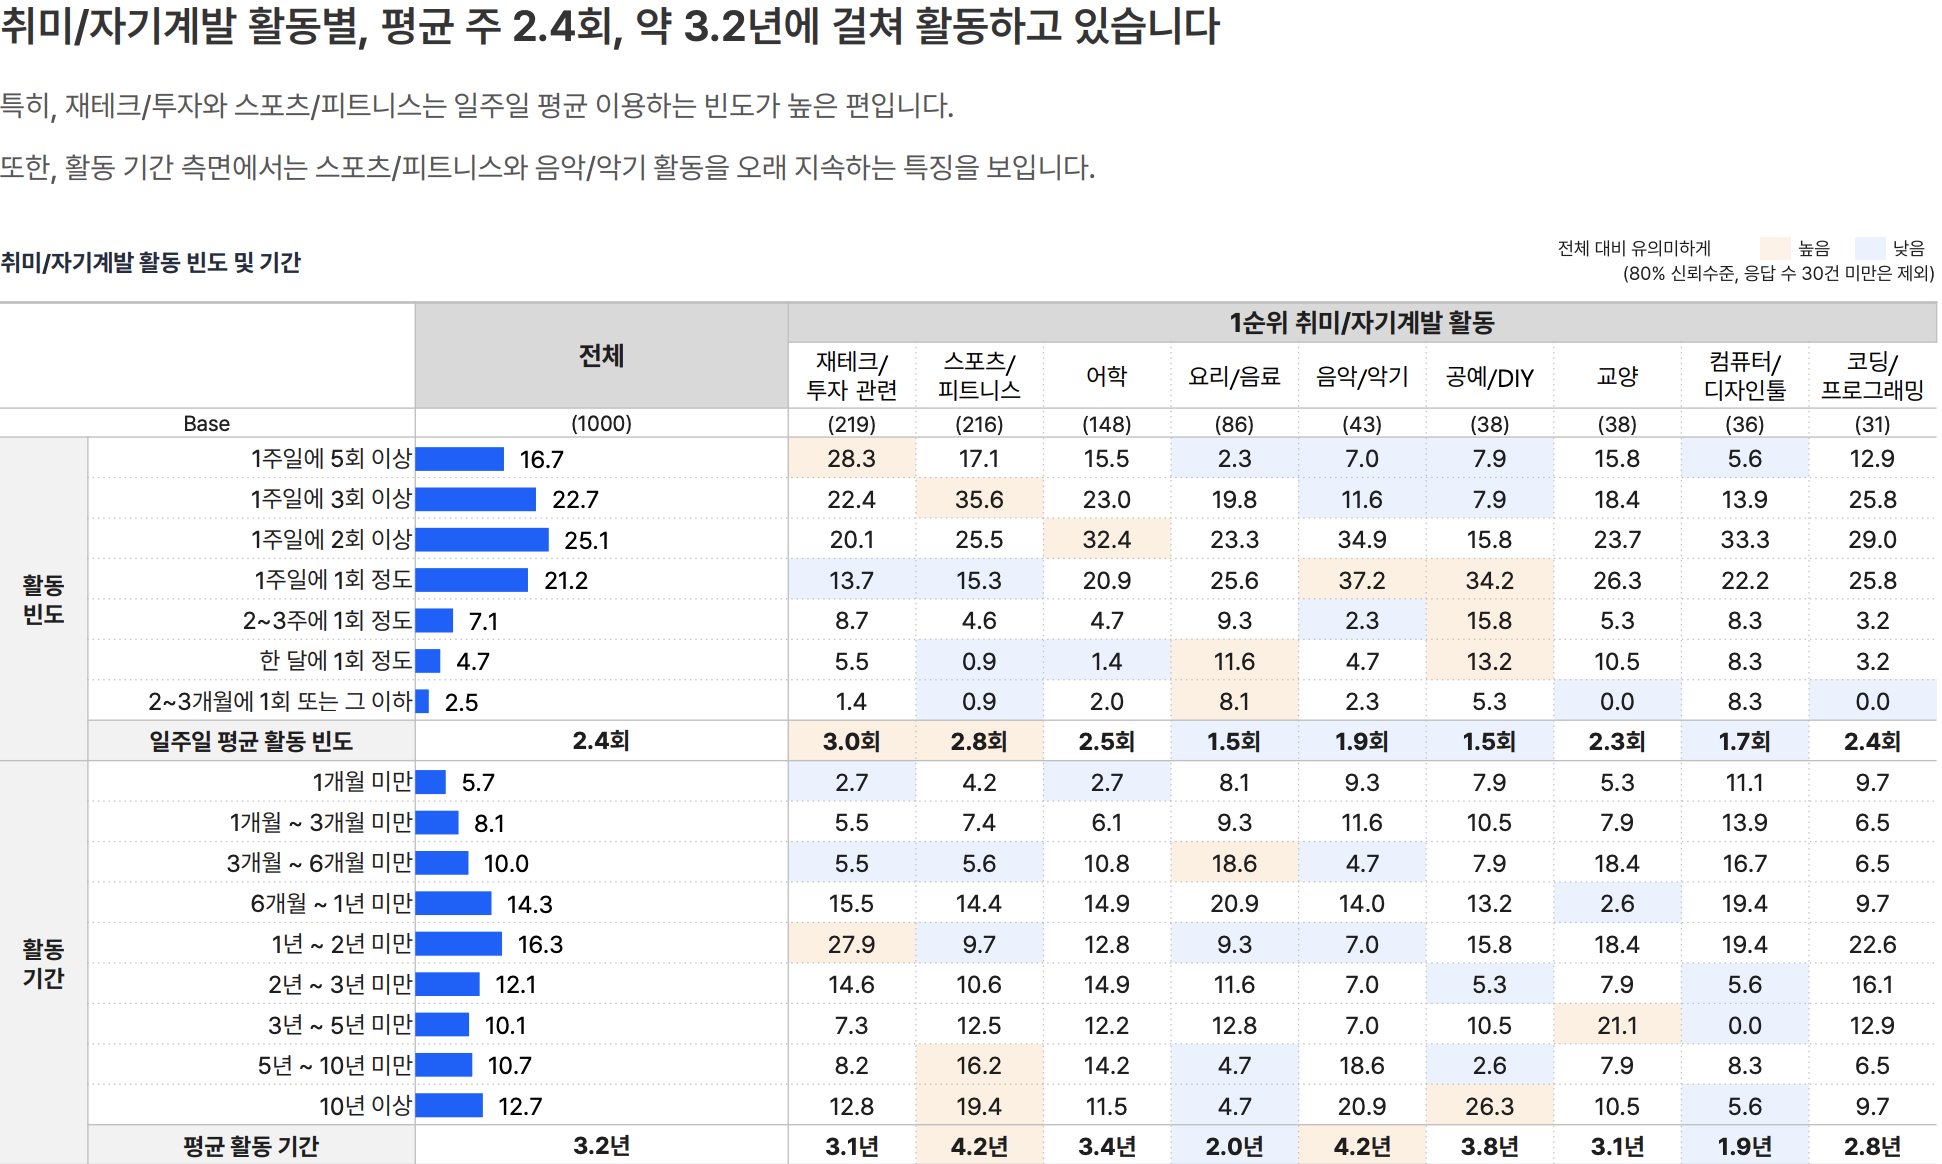 취미/자기계발 활동별, 평균 주 2.4회, 약 3.2년에 걸쳐 활동하고 있습니다
특히, 재테크/투자와 스포츠/피트니스는 일주일 평균 이용하는 빈도가 높은 편입니다.
또한, 활동 기간 측면에서는 스포츠/피트니스와 음악/악기 활동을 오래 지속하는 특징을 보입니다.
취미/자기계발 활동 빈도 및 기간
전체 대비 유의미하게 높음 낮음
(80% 신뢰수준, 응답 수 30건 미만은 제외)
전체 1순위 취미/자기계발 활동
재테크/ 스포츠/ 어학 요리/음료 음악/악기 공예/DIY 교양 컴퓨터/ 코딩/
투자 관련 피트니스 디자인툴 프로그래밍
Base (1000) (219) (216) (148) (86) (43) (38) (38) (36) (31)
활동
빈도
1주일에 5회 이상 16.7 28.3 17.1 15.5 2.3 7.0 7.9 15.8 5.6 12.9
1주일에 3회 이상 22.7 22.4 35.6 23.0 19.8 11.6 7.9 18.4 13.9 25.8
1주일에 2회 이상 25.1 20.1 25.5 32.4 23.3 34.9 15.8 23.7 33.3 29.0
1주일에 1회 정도 21.2 13.7 15.3 20.9 25.6 37.2 34.2 26.3 22.2 25.8
2~3주에 1회 정도 7.1 8.7 4.6 4.7 9.3 2.3 15.8 5.3 8.3 3.2
한 달에 1회 정도 4.7 5.5 0.9 1.4 11.6 4.7 13.2 10.5 8.3 3.2
2~3개월에 1회 또는 그 이하 2.5 1.4 0.9 2.0 8.1 2.3 5.3 0.0 8.3 0.0
일주일 평균 활동 빈도 2.4회 3.0회 2.8회 2.5회 1.5회 1.9회 1.5회 2.3회 1.7회 2.4회
활동
기간
1개월 미만 5.7 2.7 4.2 2.7 8.1 9.3 7.9 5.3 11.1 9.7
1개월 ~ 3개월 미만 8.1 5.5 7.4 6.1 9.3 11.6 10.5 7.9 13.9 6.5
3개월 ~ 6개월 미만 10.0 5.5 5.6 10.8 18.6 4.7 7.9 18.4 16.7 6.5
6개월 ~ 1년 미만 14.3 15.5 14.4 14.9 20.9 14.0 13.2 2.6 19.4 9.7
1년 ~ 2년 미만 16.3 27.9 9.7 12.8 9.3 7.0 15.8 18.4 19.4 22.6
2년 ~ 3년 미만 12.1 14.6 10.6 14.9 11.6 7.0 5.3 7.9 5.6 16.1
3년 ~ 5년 미만 10.1 7.3 12.5 12.2 12.8 7.0 10.5 21.1 0.0 12.9
5년 ~ 10년 미만 10.7 8.2 16.2 14.2 4.7 18.6 2.6 7.9 8.3 6.5
10년 이상 12.7 12.8 19.4 11.5 4.7 20.9 26.3 10.5 5.6 9.7
평균 활동 기간 3.2년 3.1년 4.2년 3.4년 2.0년 4.2년 3.8년 3.1년 1.9년 2.8년